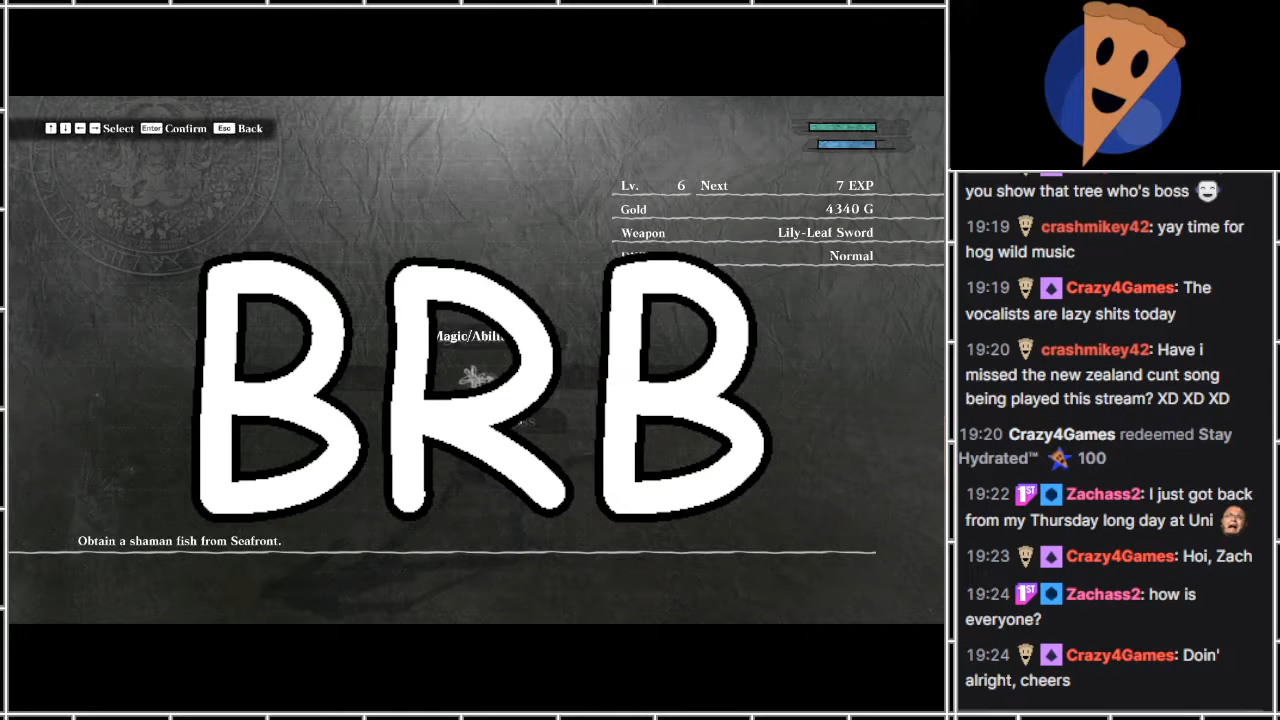 ↑ ↓ ← → Select Enter Confirm Esc Back
Lv. 6 Next 7 EXP
Gold 4340 G
Weapon Lily-Leaf Sword
Normal
BRB
Obtain a shaman fish from Seafront.
you show that tree who's boss
19:19 crashmikey42: yay time for
hog wild music
19:19 Crazy4Games: The
vocalists are lazy shits today
19:20 crashmikey42: Have i
missed the new zealand cunt song
being played this stream? XD XD XD
19:20 Crazy4Games redeemed Stay
Hydrated™ 100
19:22 1ST Zachass2: I just got back
from my Thursday long day at Uni
19:23 Crazy4Games: Hoi, Zach
19:24 1ST Zachass2: how is
everyone?
19:24 Crazy4Games: Doin'
alright, cheers